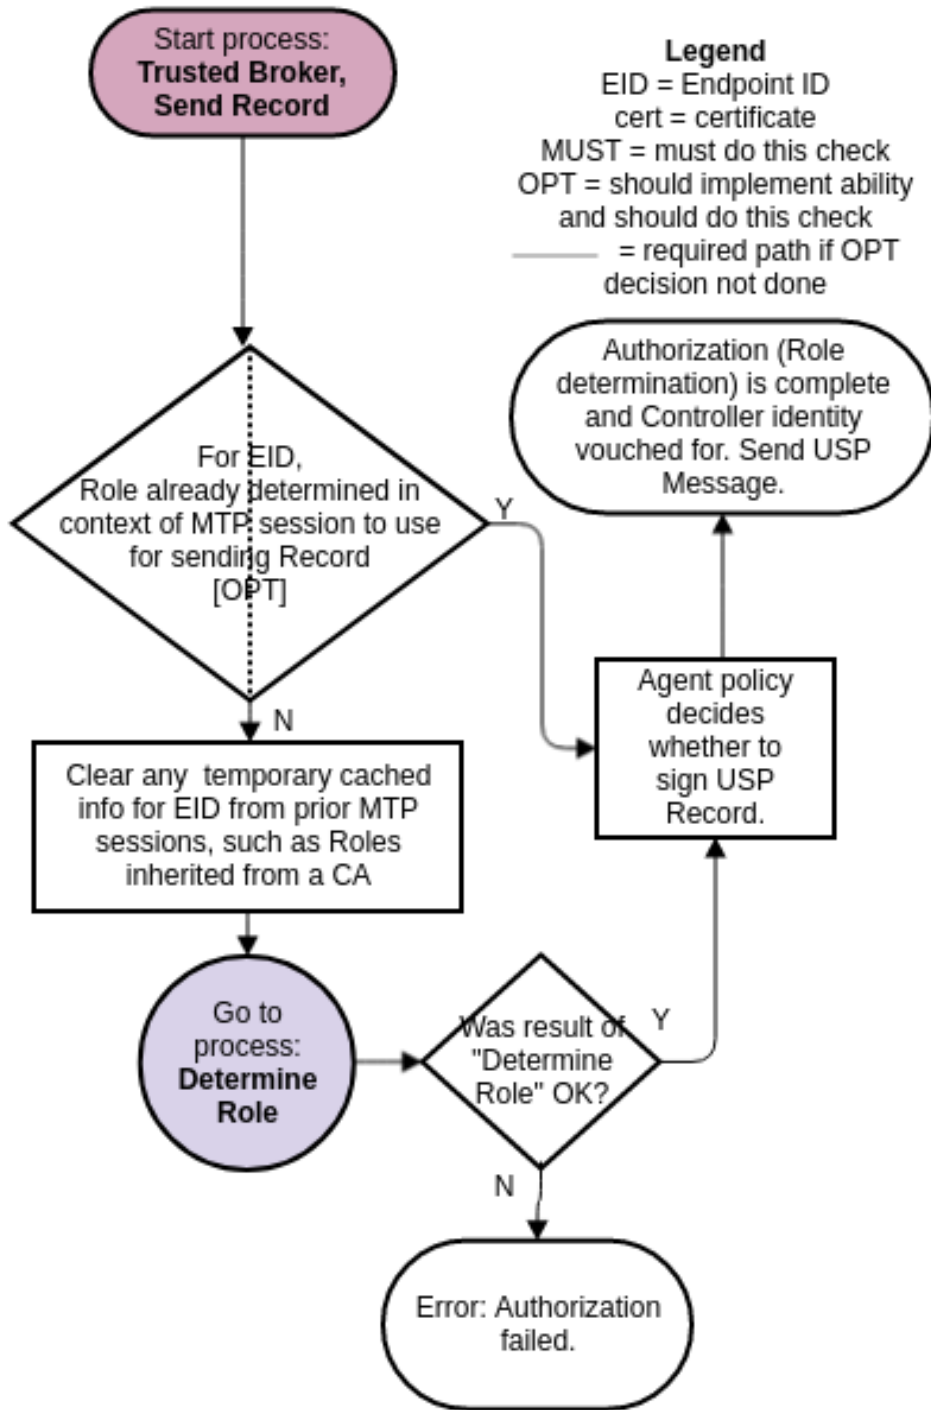 Start process:
Trusted Broker,
Send Record
Legend
EID = Endpoint ID
cert = certificate
MUST = must do this check
OPT = should implement ability
and should do this check
= required path if OPT
decision not done
Authorization (Role
determination) is complete
and Controller identity
vouched for. Send USP
Message.
For EID,
Role already determined in
context of MTP session to use
for sending Record
[OPT]
Y
N
Agent policy
decides
whether to
sign USP
Record.
Clear any  temporary cached
info for EID from prior MTP
sessions, such as Roles
inherited from a CA
Go to
process:
Determine
Role
Was result of
"Determine
Role" OK?
Y
N
Error: Authorization
failed.